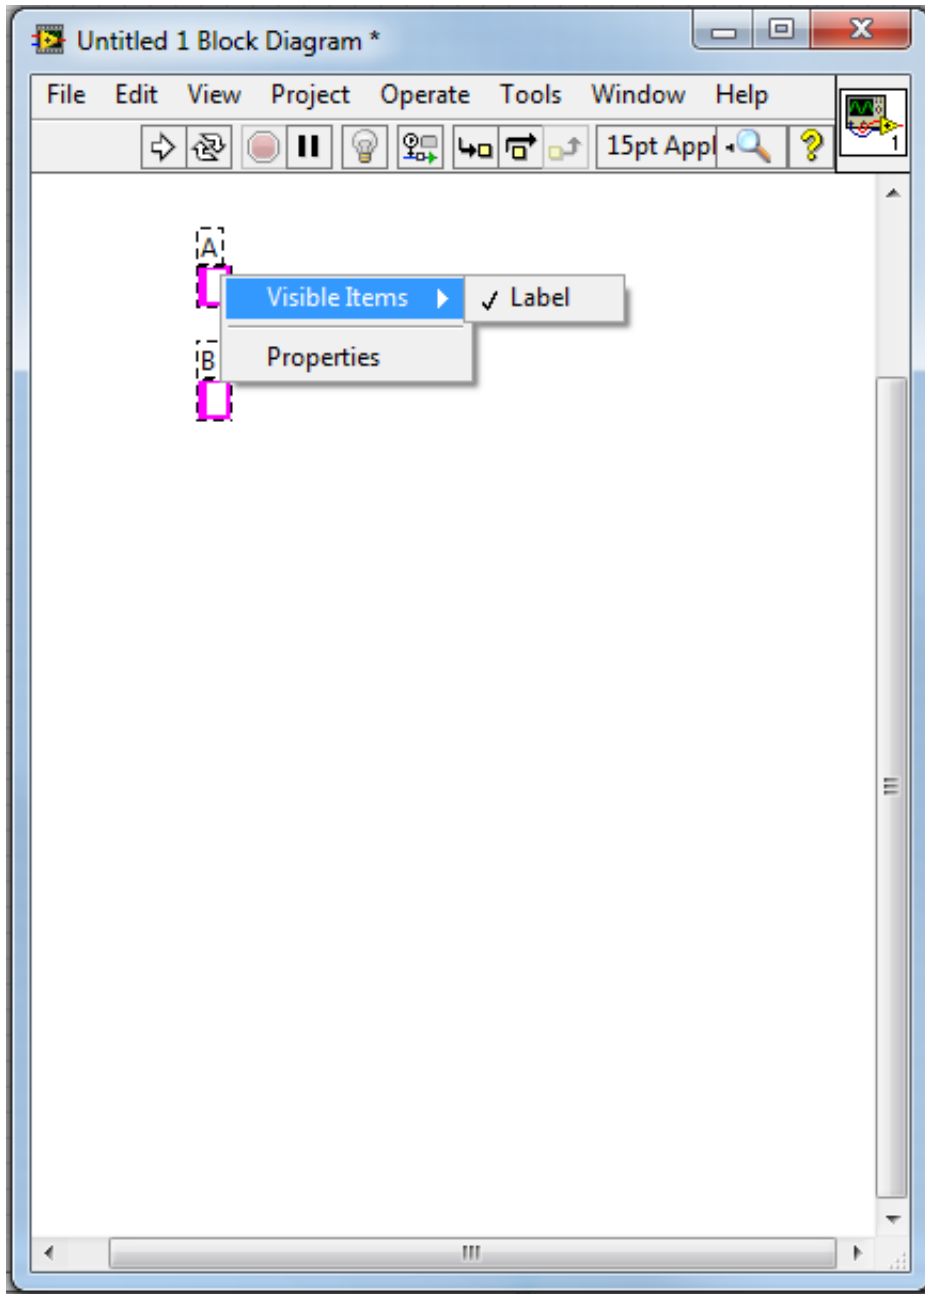 Untitled 1 Block Diagram *
File Edit View Project Operate Tools Window Help
15pt Appl
1
A
Visible Items
Label
B
Properties